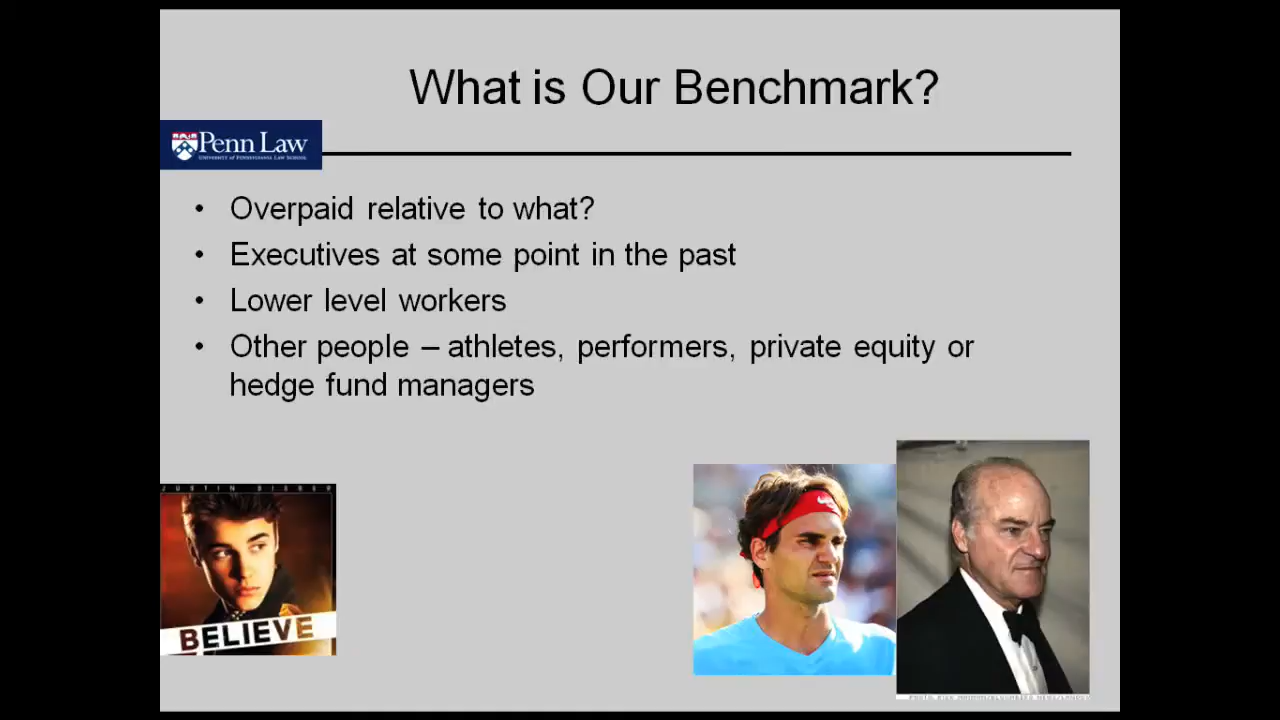 What is Our Benchmark?
Penn Law
UNIVERSITY of PENNSYLVANIA LAW SCHOOL
• Overpaid relative to what?
• Executives at some point in the past
• Lower level workers
• Other people – athletes, performers, private equity or
hedge fund managers
JUSTIN BIEBER
BELIEVE